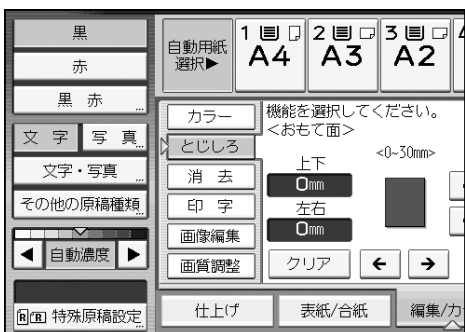 黒
赤
黒 赤 ...
文 字
写 真 ...
文字・写真 ...
その他の原稿種類 ...
◀ 自動濃度 ▶
特殊原稿設定
自動用紙
選択▶
1
A4
2
A3
3
A2
カラー
とじしろ
消 去
印 字
画像編集
画質調整
機能を選択してください。
<おもて面>
<0~30mm>
上下
0mm
左右
0mm
クリア
←
→
仕上げ
表紙/合紙
編集/カ